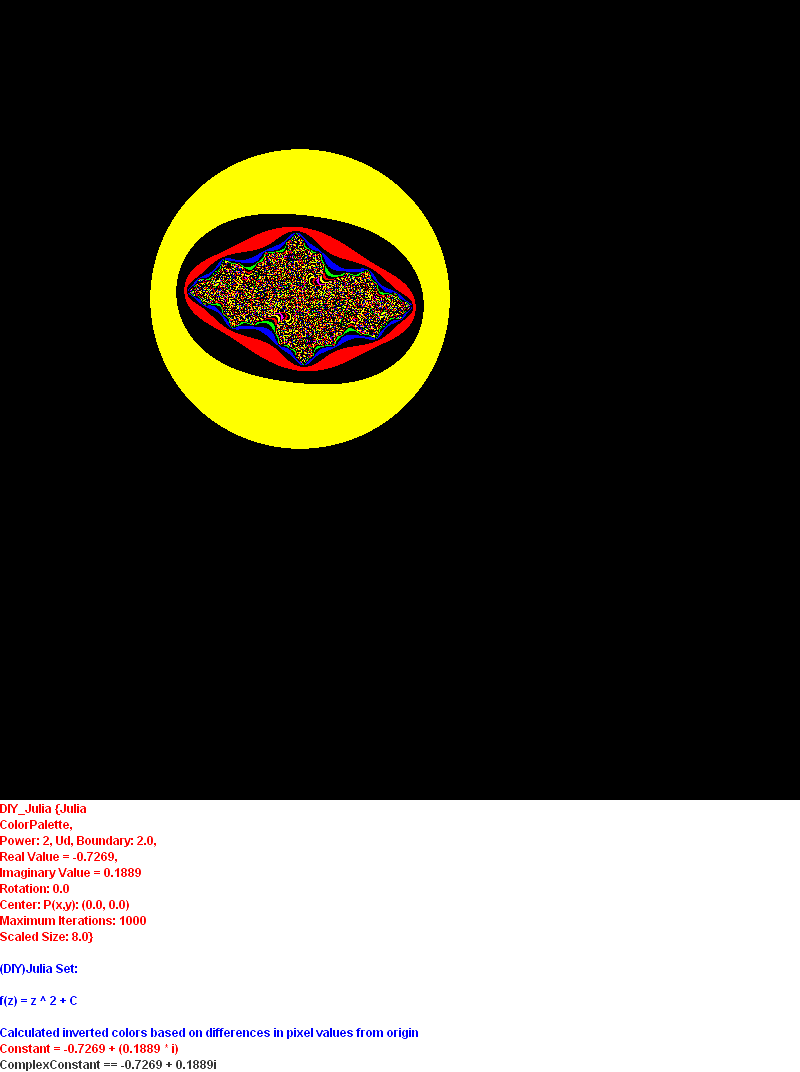 DIY_Julia {Julia
ColorPalette,
Power: 2, Ud, Boundary: 2.0,
Real Value = -0.7269,
Imaginary Value = 0.1889
Rotation: 0.0
Center: P(x,y): (0.0, 0.0)
Maximum Iterations: 1000
Scaled Size: 8.0}
(DIY)Julia Set:
f(z) = z ^ 2 + C
Calculated inverted colors based on differences in pixel values from origin
Constant = -0.7269 + (0.1889 * i)
ComplexConstant == -0.7269 + 0.1889i